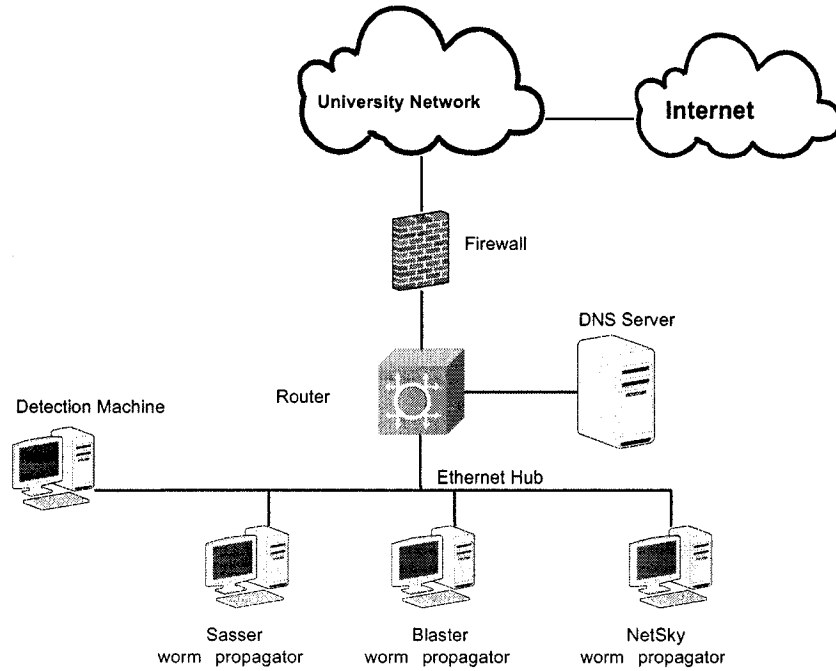 University Network
Internet
Firewall
DNS Server
Router
Detection Machine
Ethernet Hub
Sasser
worm propagator
Blaster
worm propagator
NetSky
worm propagator